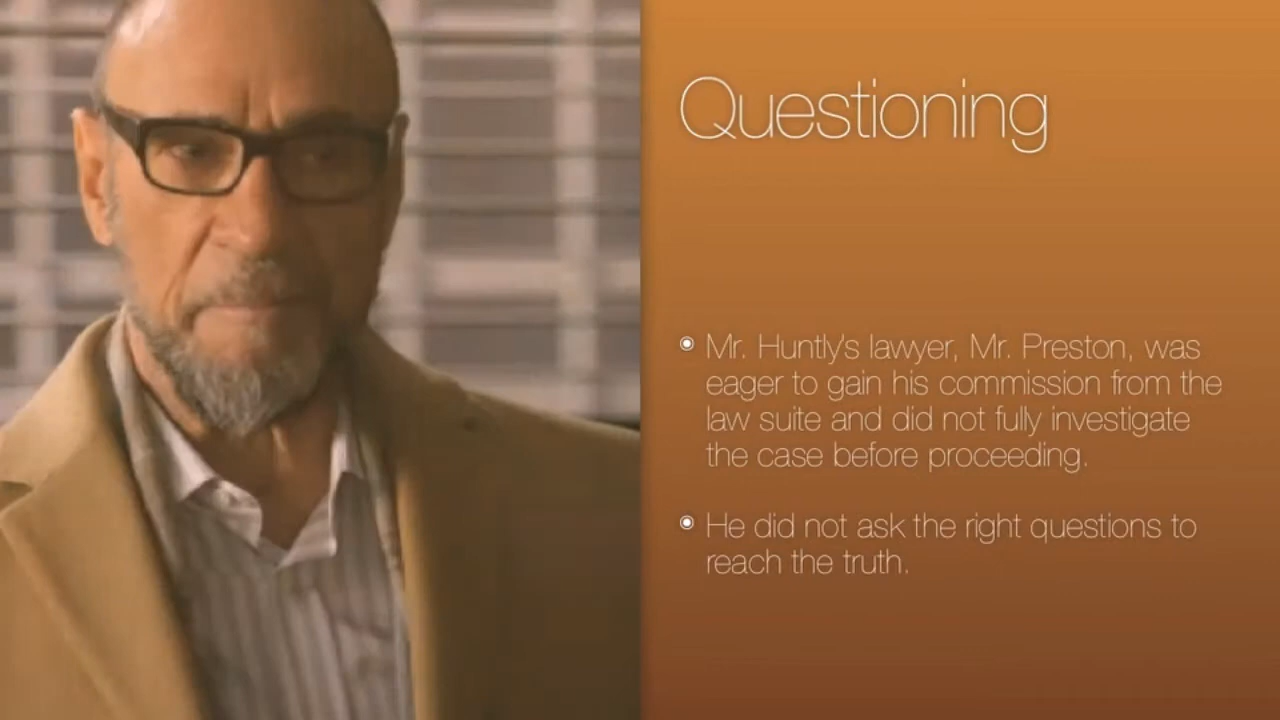 Questioning
Mr. Huntly's lawyer, Mr. Preston, was
eager to gain his commission from the
law suite and did not fully investigate
the case before proceeding.
He did not ask the right questions to
reach the truth.